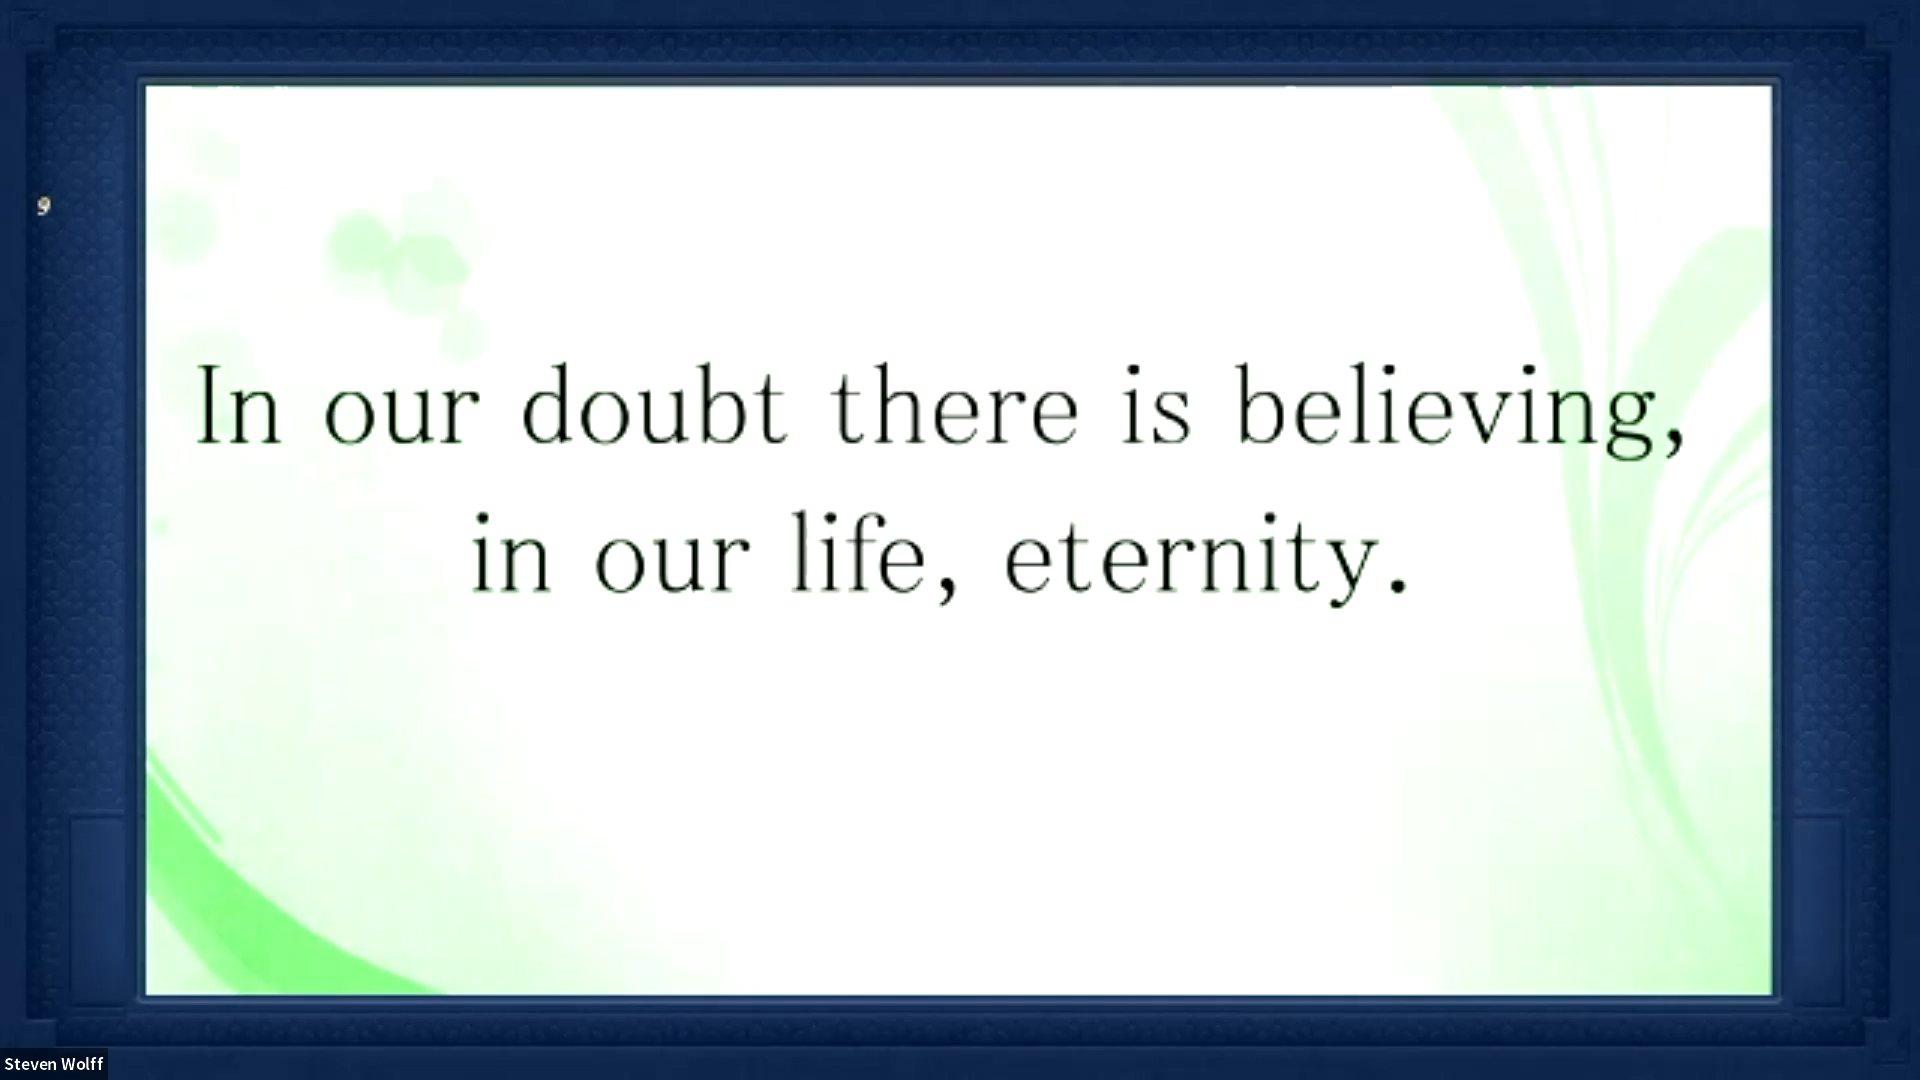 9
In our doubt there is believing,
in our life, eternity.
Steven Wolff